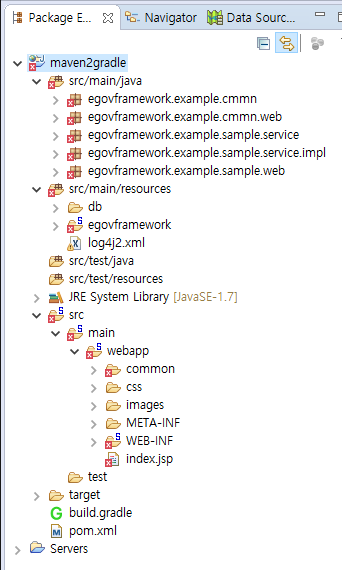 Package E...
Navigator
Data Sourc...
maven2gradle
src/main/java
egovframework.example.cmmn
egovframework.example.cmmn.web
egovframework.example.sample.service
egovframework.example.sample.service.impl
egovframework.example.sample.web
src/main/resources
db
egovframework
log4j2.xml
src/test/java
src/test/resources
JRE System Library [JavaSE-1.7]
src
main
webapp
common
css
images
META-INF
WEB-INF
index.jsp
test
target
build.gradle
pom.xml
Servers